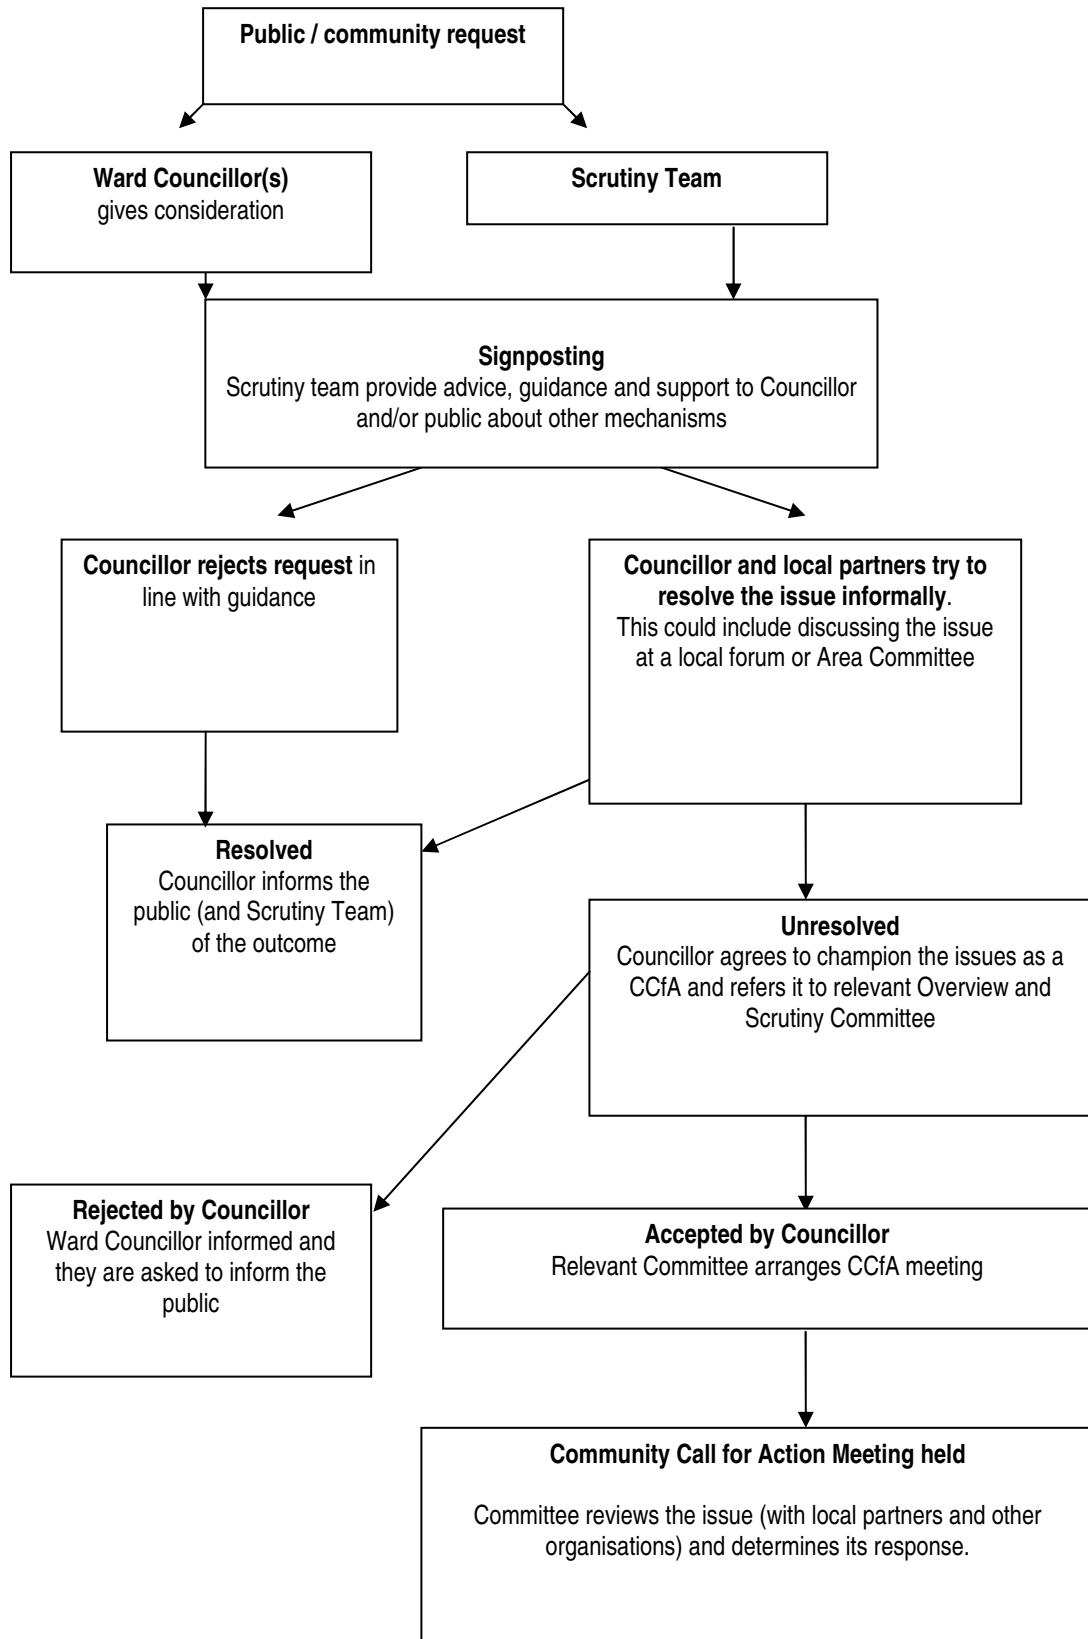 Public / community request
Ward Councillor(s)
gives consideration
Scrutiny Team
Signposting
Scrutiny team provide advice, guidance and support to Councillor
and/or public about other mechanisms
Councillor rejects request in
line with guidance
Councillor and local partners try to
resolve the issue informally.
This could include discussing the issue
at a local forum or Area Committee
Resolved
Councillor informs the
public (and Scrutiny Team)
of the outcome
Unresolved
Councillor agrees to champion the issues as a
CCfA and refers it to relevant Overview and
Scrutiny Committee
Rejected by Councillor
Ward Councillor informed and
they are asked to inform the
public
Accepted by Councillor
Relevant Committee arranges CCfA meeting
Community Call for Action Meeting held
Committee reviews the issue (with local partners and other
organisations) and determines its response.